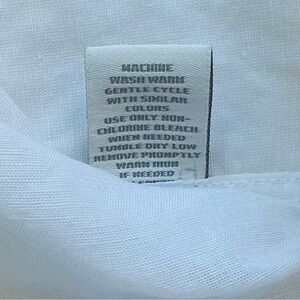 MACHINE
WASH WARM
GENTLE CYCLE
WITH SIMILAR
COLORS
USE ONLY NON-
CHLORINE BLEACH
WHEN NEEDED
TUMBLE DRY LOW
REMOVE PROMPTLY
WARM IRON
IF NEEDED